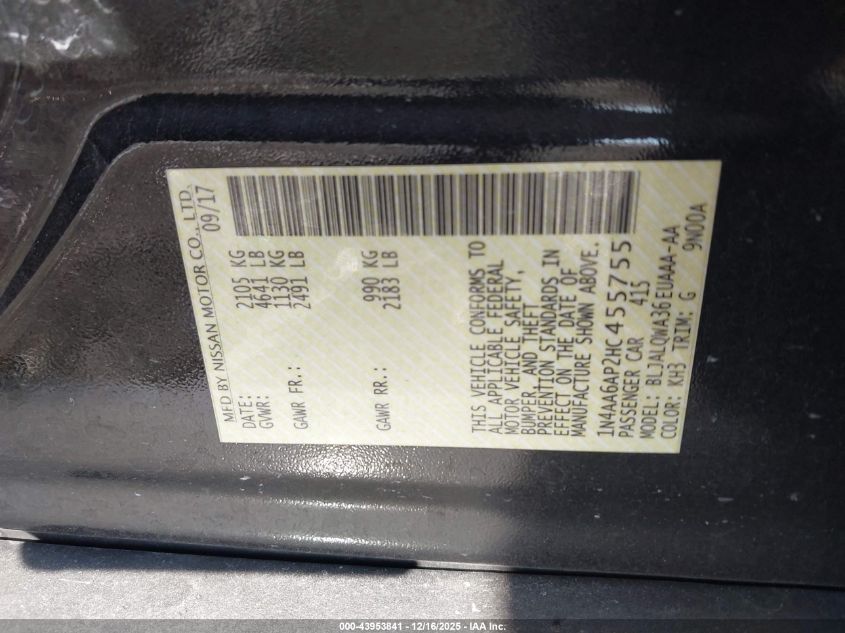 MFD BY NISSAN MOTOR CO., LTD.
DATE: 09/17
GVWR: 2105 KG
4641 LB
GAWR FR.: 1130 KG
2491 LB
GAWR RR.: 990 KG
2183 LB
THIS VEHICLE CONFORMS TO
ALL APPLICABLE FEDERAL
MOTOR VEHICLE SAFETY,
BUMPER, AND THEFT
PREVENTION STANDARDS IN
EFFECT ON THE DATE OF
MANUFACTURE SHOWN ABOVE.
1N4AA6AP2HC455755
PASSENGER CAR 415
MODEL: BLJALQWA36EUAAA-AA
COLOR: KH3 TRIM: G 9N00A
000-43953841 - 12/16/2025 - IAA Inc.